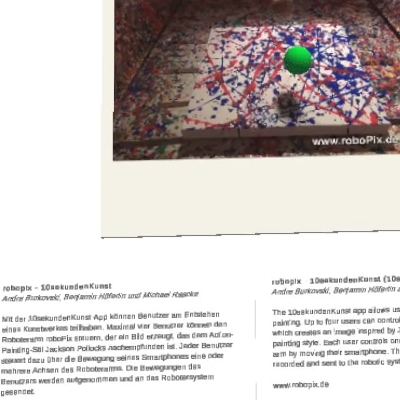 www.roboPix.de
robopix - 10sekundenKunst
Andre Burkovski, Benjamin Höferlin und Michael Raschke
Mit der 10sekundenKunst App können Benutzer am Entstehen
eines Kunstwerkes teilhaben. Maximal vier Benutzer können den
Roboterarm roboPix steuern, der ein Bild erzeugt, das dem Action-
Painting-Stil Jackson Pollocks nachempfunden ist. Jeder Benutzer
steuert dazu über die Bewegung seines Smartphones eine oder
mehrere Achsen des Roboterarms. Die Bewegungen des
Benutzers werden aufgenommen und an das Robotersystem
gesendet.
robopix 10sekundenKunst (10s
Andre Burkovski, Benjamin Höferlin
The 10sekundenKunst app allows us
painting. Up to four users can control
which creates an image inspired by J
painting style. Each user controls on
arm by moving their smartphone. Th
recorded and sent to the robotic syst
www.robopix.de